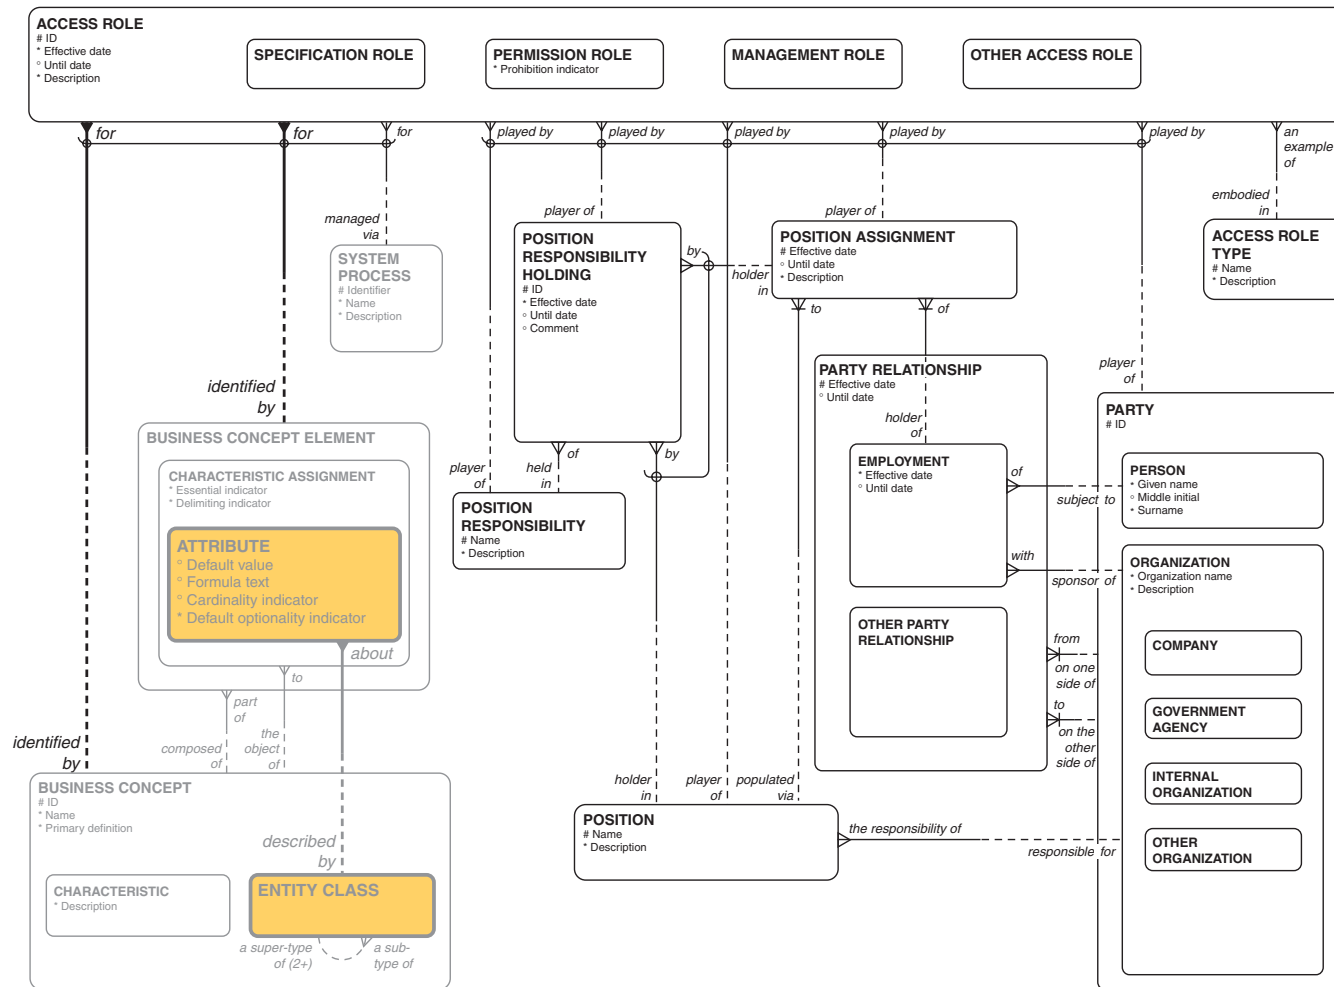 ACCESS ROLE
# ID
* Effective date
° Until date
* Description
SPECIFICATION ROLE
PERMISSION ROLE
* Prohibition indicator
MANAGEMENT ROLE
OTHER ACCESS ROLE
for
for
for
played by
played by
played by
played by
played by
an
example
of
managed
via
player of
player of
embodied
in
SYSTEM
PROCESS
# Identifier
* Name
* Description
POSITION
RESPONSIBILITY
HOLDING
# ID
* Effective date
° Until date
° Comment
by
holder
in
POSITION ASSIGNMENT
# Effective date
° Until date
* Description
ACCESS ROLE
TYPE
# Name
* Description
to
of
identified
by
player
of
PARTY RELATIONSHIP
# Effective date
° Until date
holder
of
PARTY
# ID
BUSINESS CONCEPT ELEMENT
CHARACTERISTIC ASSIGNMENT
* Essential indicator
* Delimiting indicator
ATTRIBUTE
° Default value
° Formula text
° Cardinality indicator
* Default optionality indicator
about
of
held
in
by
player
of
POSITION
RESPONSIBILITY
# Name
* Description
EMPLOYMENT
* Effective date
° Until date
of
subject to
PERSON
* Given name
° Middle initial
* Surname
with
sponsor of
ORGANIZATION
* Organization name
* Description
OTHER PARTY
RELATIONSHIP
from
on one
side of
to
on the
other
side of
COMPANY
GOVERNMENT
AGENCY
INTERNAL
ORGANIZATION
OTHER
ORGANIZATION
to
part
of
composed
of
the
object
of
identified
by
BUSINESS CONCEPT
# ID
* Name
* Primary definition
described
by
CHARACTERISTIC
* Description
ENTITY CLASS
a super-type
of (2+)
a sub-
type of
holder
in
player
of
populated
via
POSITION
# Name
* Description
the responsibility of
responsible for